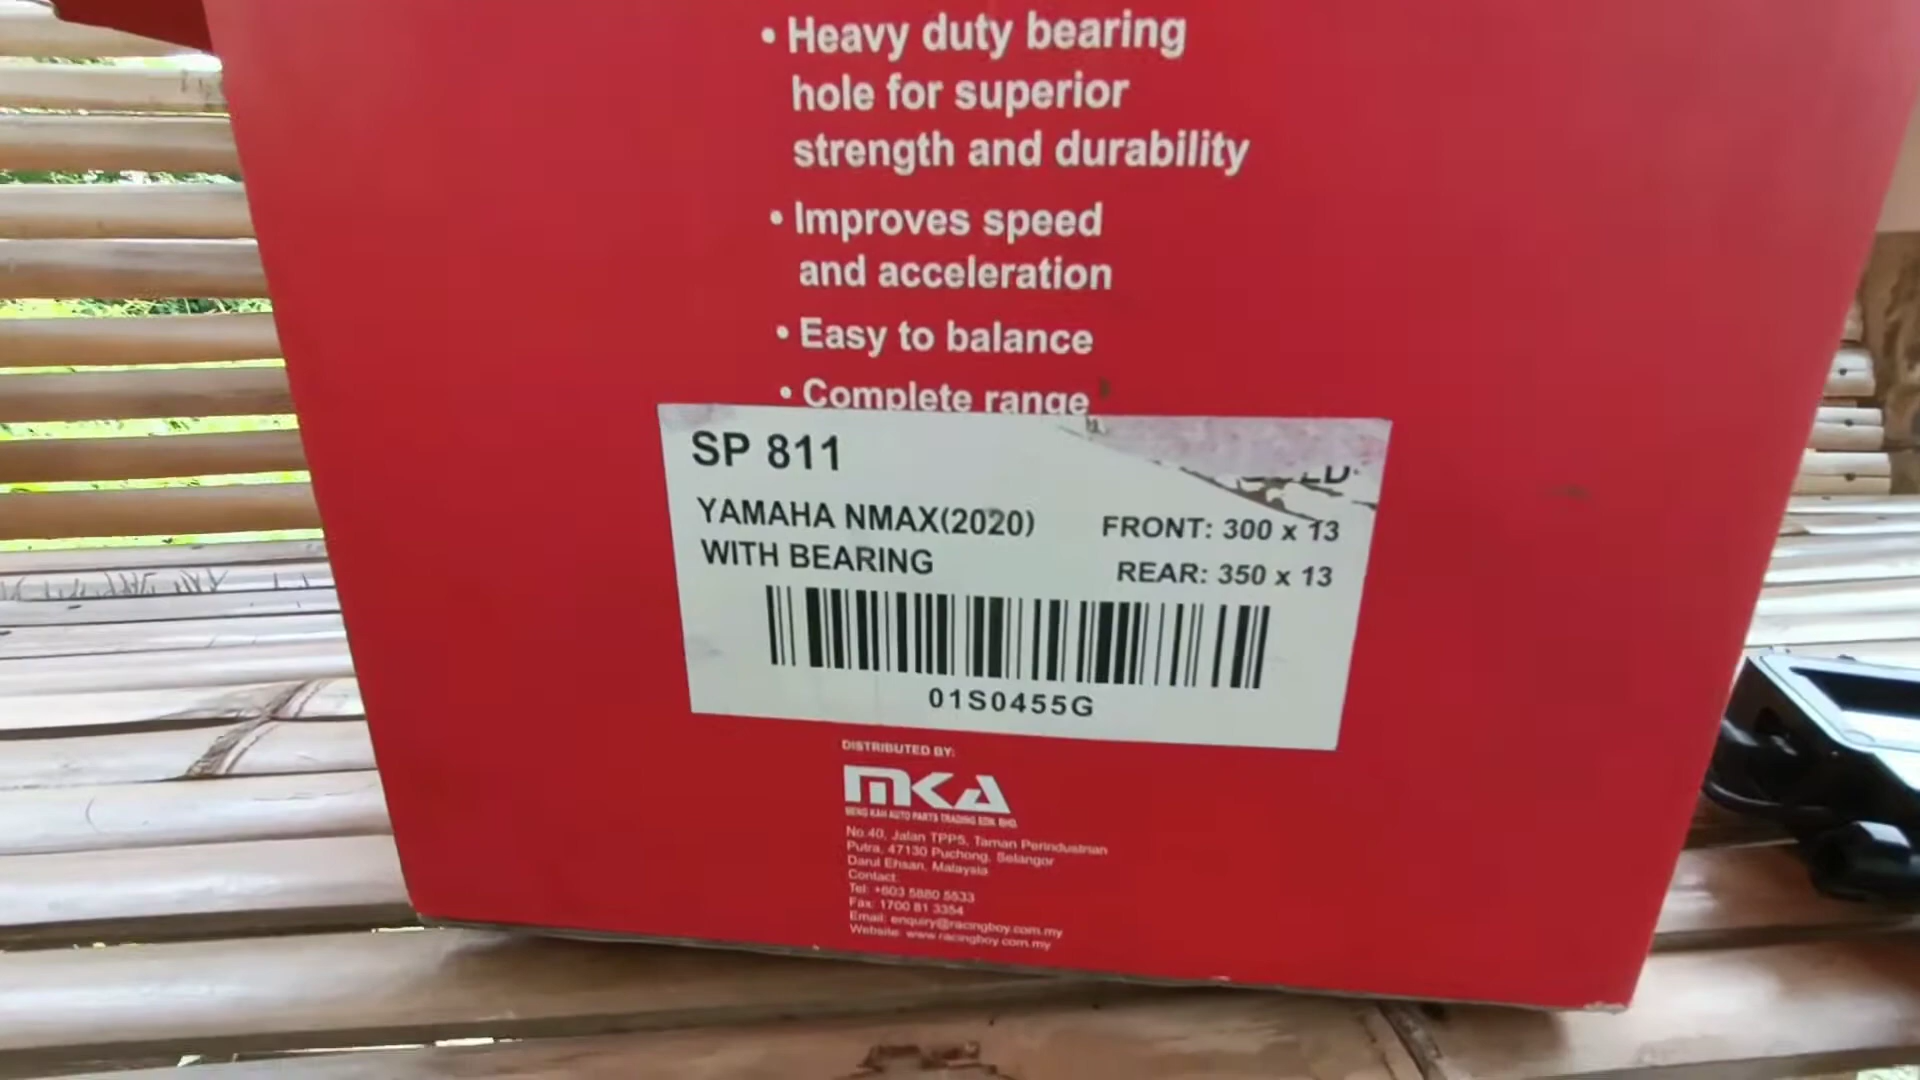 • Heavy duty bearing
hole for superior
strength and durability
• Improves speed
and acceleration
• Easy to balance
• Complete range
SP 811
YAMAHA NMAX(2020)
WITH BEARING
FRONT: 300 x 13
REAR: 350 x 13
01S0455G
DISTRIBUTED BY:
MKA
MENG KAH AUTO PARTS TRADING SDN BHD
No.40, Jalan TPP5, Taman Perindustrian
Putra, 47130 Puchong, Selangor
Darul Ehsan, Malaysia
Contact:
Tel: +603 5880 5533
Fax: 1700 81 3354
Email: enquiry@racingboy.com.my
Website: www.racingboy.com.my